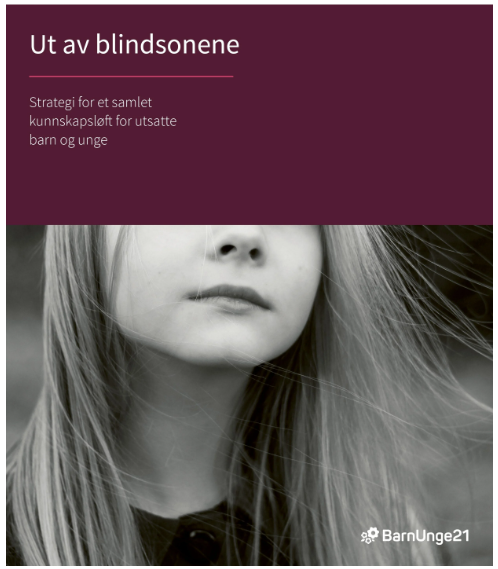 Ut av blindsonene
Strategi for et samlet
kunnskapsløft for utsatte
barn og unge
BarnUnge21